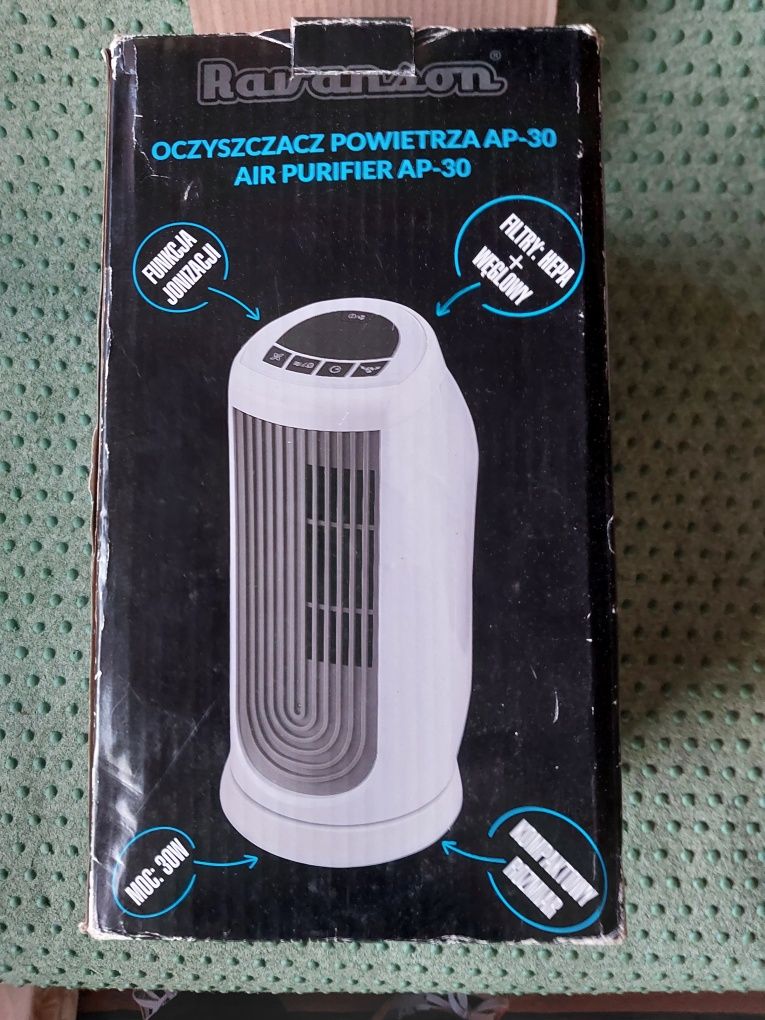 Ravanson®
OCZYSZCZACZ POWIETRZA AP-30
AIR PURIFIER AP-30
FUNKCJA
JONIZACJI
FILTRY: HEPA
+
WĘGLOWY
MOC: 30W
KOMPAKTOWY
ROZMIAR